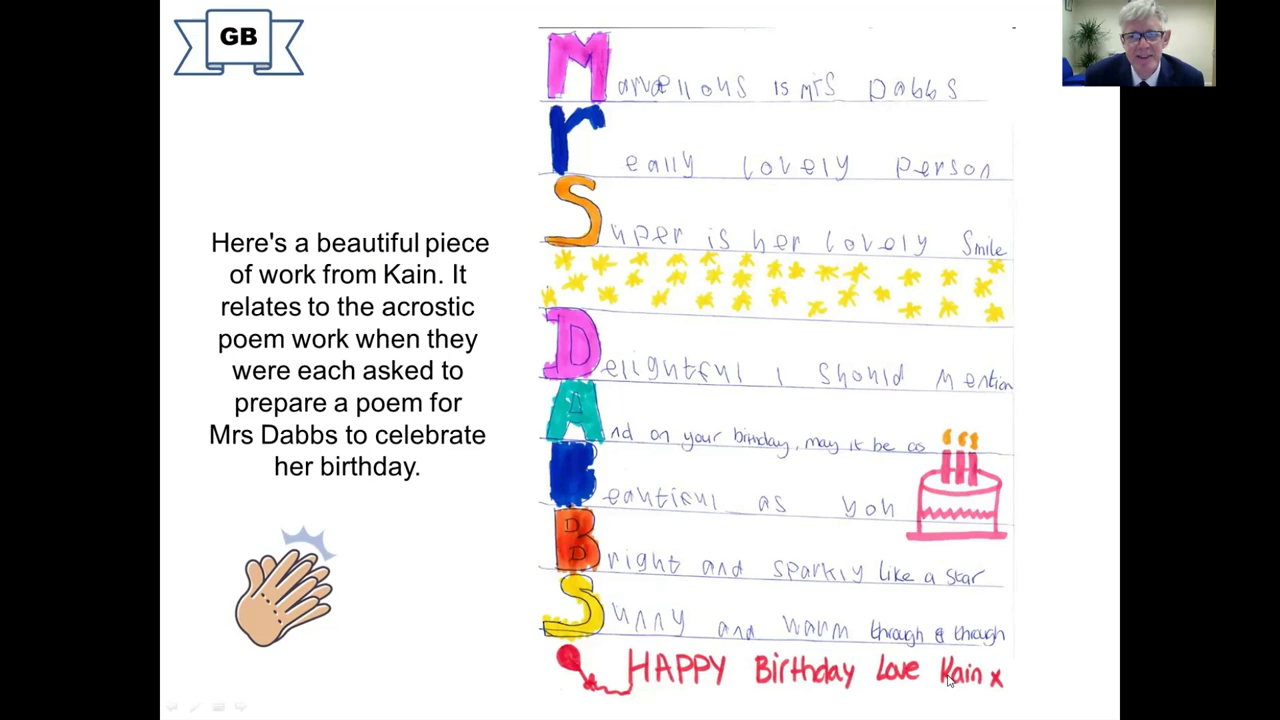 GB
Here's a beautiful piece
of work from Kain. It
relates to the acrostic
poem work when they
were each asked to
prepare a poem for
Mrs Dabbs to celebrate
her birthday.
Marvellous is mrs Dabbs
really lovely person
Super is her lovely Smile
Delightful I should mention
And on your birthday, may it be as
Beautiful as you
Bright and sparkly like a star
Sunny and warm through & through
HAPPY Birthday Love Kain x